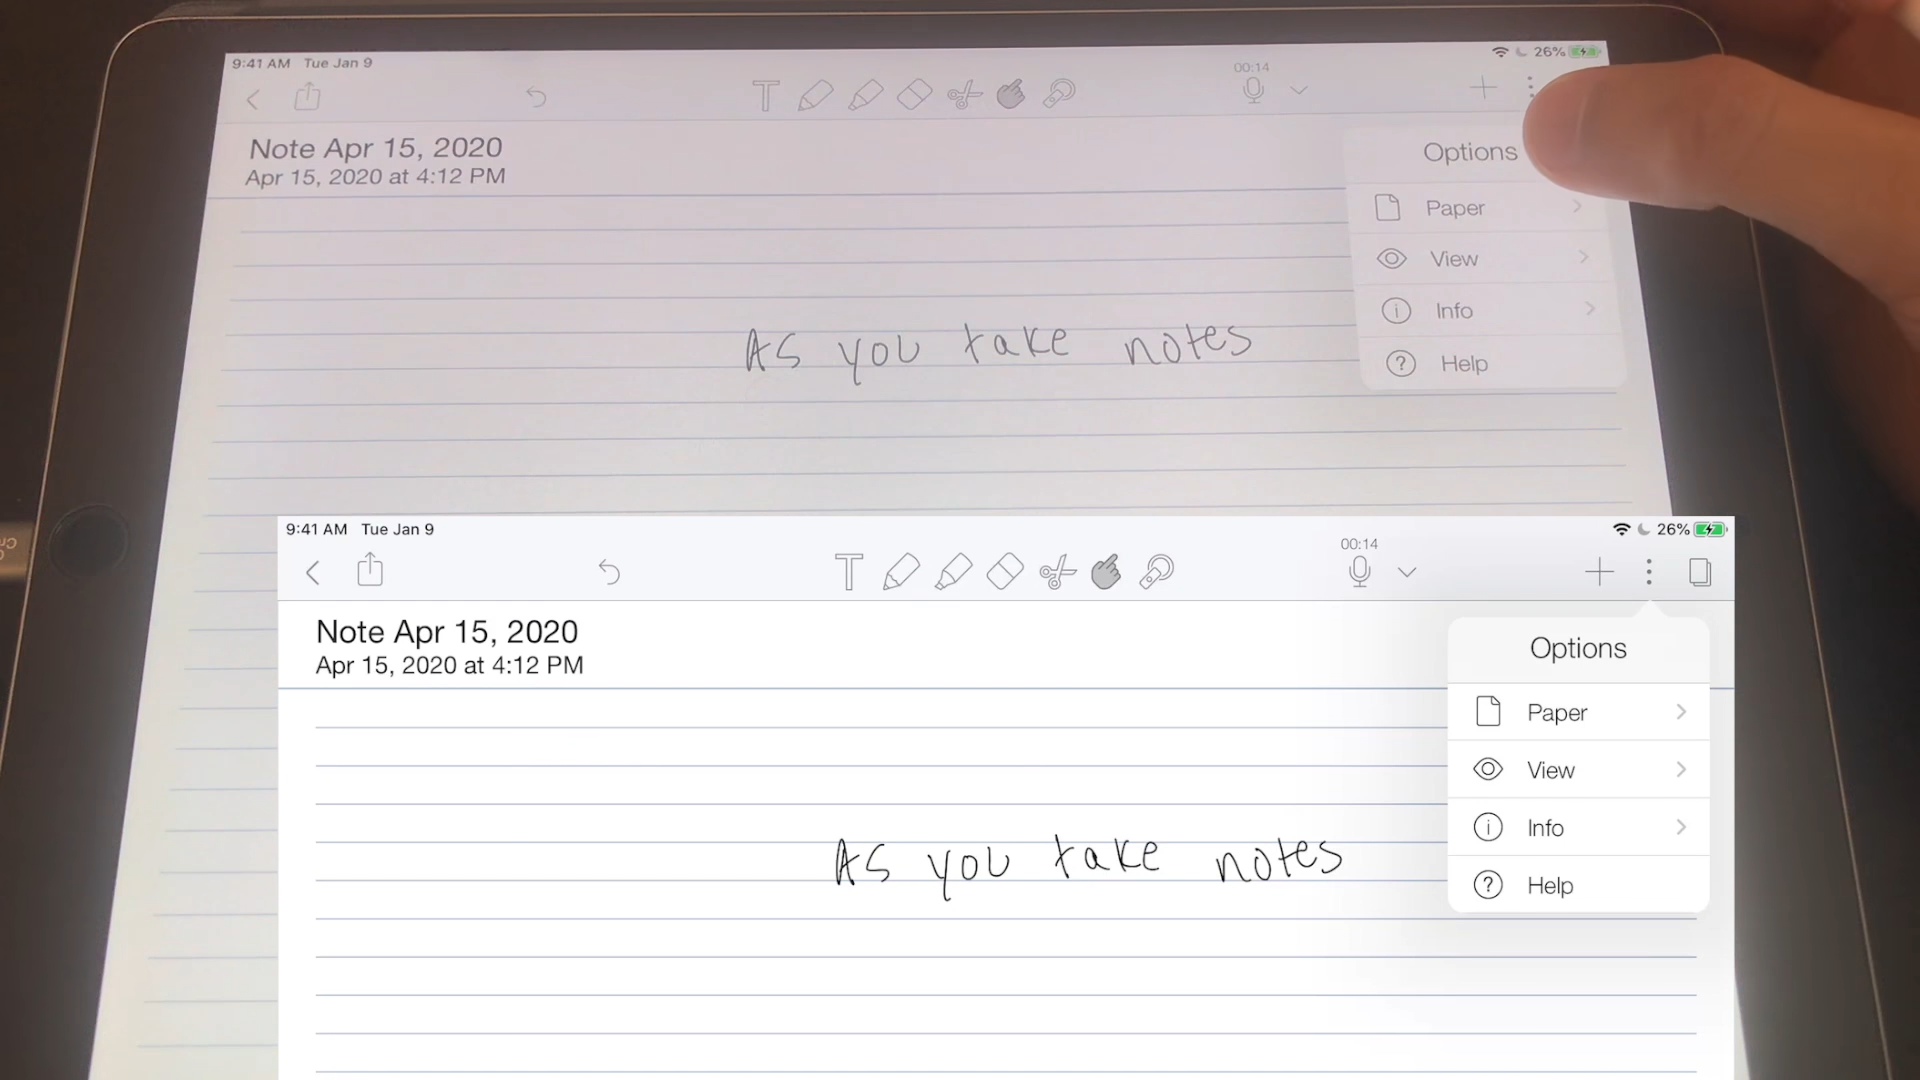 9:41 AM Tue Jan 9
26%
00:14
Note Apr 15, 2020
Apr 15, 2020 at 4:12 PM
Options
Paper
View
Info
Help
As you take notes
9:41 AM Tue Jan 9
26%
00:14
T
Note Apr 15, 2020
Apr 15, 2020 at 4:12 PM
Options
Paper
View
Info
Help
As you take notes